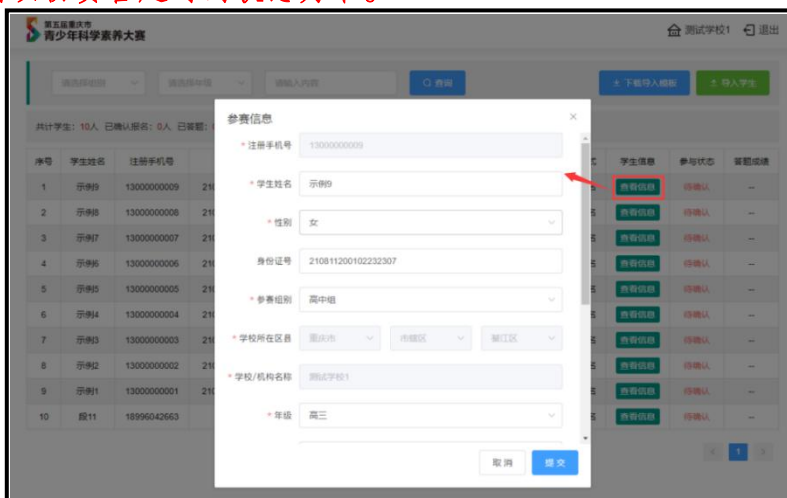 第五届重庆市
青少年科学素养大赛
测试学校1 退出
请选择组别 请选择年级 请输入内容 查询 下载导入模板 导入学生
共计学生：10人 已确认报名：0人 已答题：
参赛信息 ×
序号 学生姓名 注册手机号 学生信息 参与状态 答题成绩
* 注册手机号 13000000009
1 示例9 13000000009 210 查看信息 待确认 --
* 学生姓名 示例9
2 示例8 13000000008 210 查看信息 待确认 --
* 性别 女
3 示例7 13000000007 210 查看信息 待确认 --
身份证号 210811200102232307
4 示例6 13000000006 210 查看信息 待确认 --
5 示例5 13000000005 210 查看信息 待确认 --
* 参赛组别 高中组
6 示例4 13000000004 210 查看信息 待确认 --
* 学校所在区县 重庆市 市辖区 綦江区
7 示例3 13000000003 210 查看信息 待确认 --
8 示例2 13000000002 210 查看信息 待确认 --
* 学校/机构名称 测试学校1
9 示例1 13000000001 210 查看信息 待确认 --
* 年级 高三
10 段11 18996042663 查看信息 待确认 --
取消 提交
1